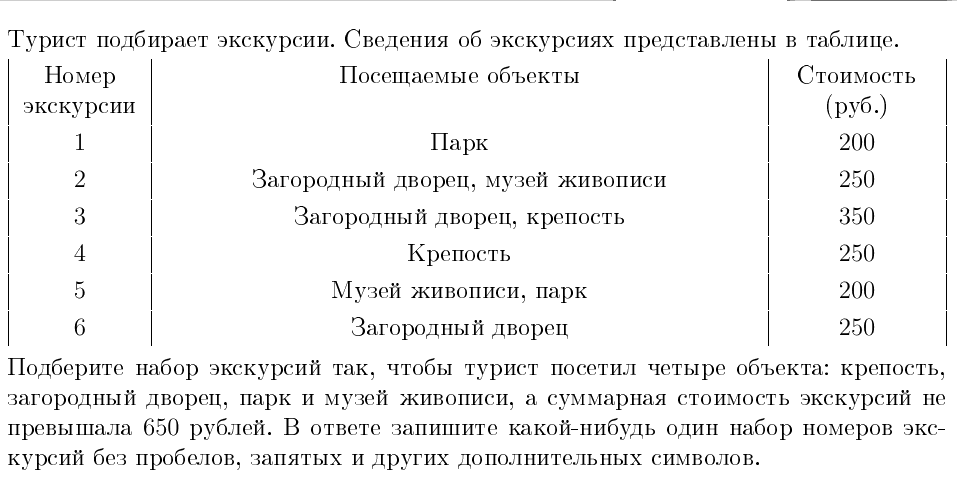 Турист подбирает экскурсии. Сведения об экскурсиях представлены в таблице.
Номер экскурсии Посещаемые объекты Стоимость (руб.)
1 Парк 200
2 Загородный дворец, музей живописи 250
3 Загородный дворец, крепость 350
4 Крепость 250
5 Музей живописи, парк 200
6 Загородный дворец 250
Подберите набор экскурсий так, чтобы турист посетил четыре объекта: крепость,
загородный дворец, парк и музей живописи, а суммарная стоимость экскурсий не
превышала 650 рублей. В ответе запишите какой-нибудь один набор номеров экс-
курсий без пробелов, запятых и других дополнительных символов.